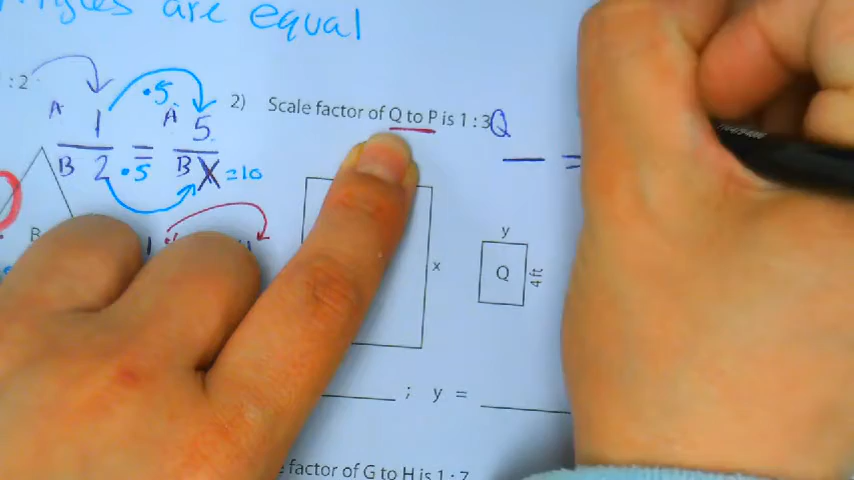 are equal
: 2
.5
2) Scale factor of Q to P is 1 : 3 Q
A 1 A 5
— = — =
B 2 .5 B X =10
B
y
x
Q
4 ft
; y =
factor of G to H is 1 : 7